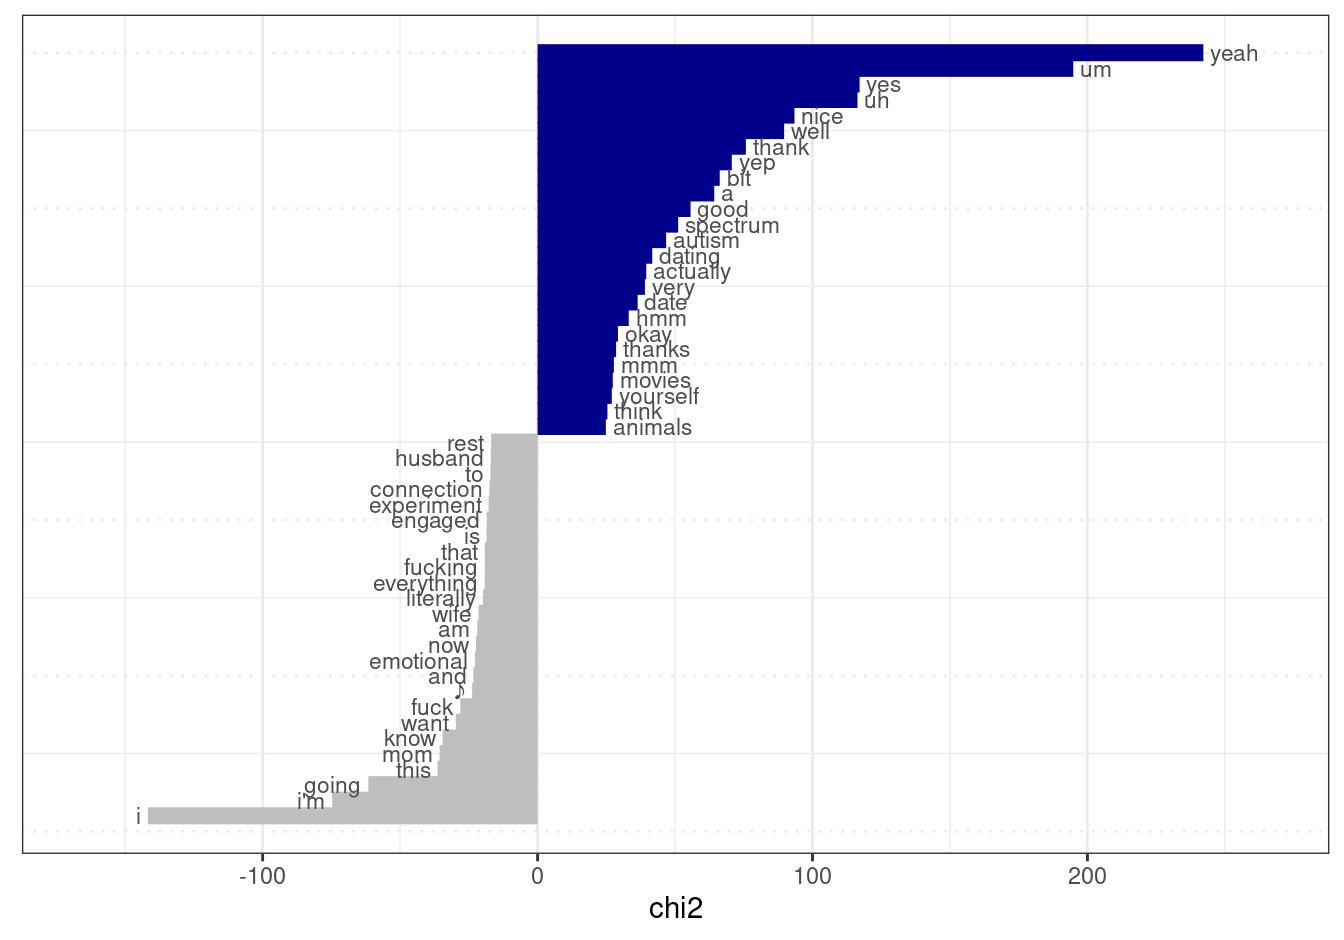 yeah
um
yes
uh
nice
well
thank
yep
bit
a
good
spectrum
autism
dating
actually
very
date
hmm
okay
thanks
mmm
movies
yourself
think
animals
rest
husband
to
connection
experiment
engaged
is
that
fucking
everything
literally
wife
am
now
emotional
and
♪
fuck
want
know
mom
this
going
i'm
i
-100 0 100 200
chi2